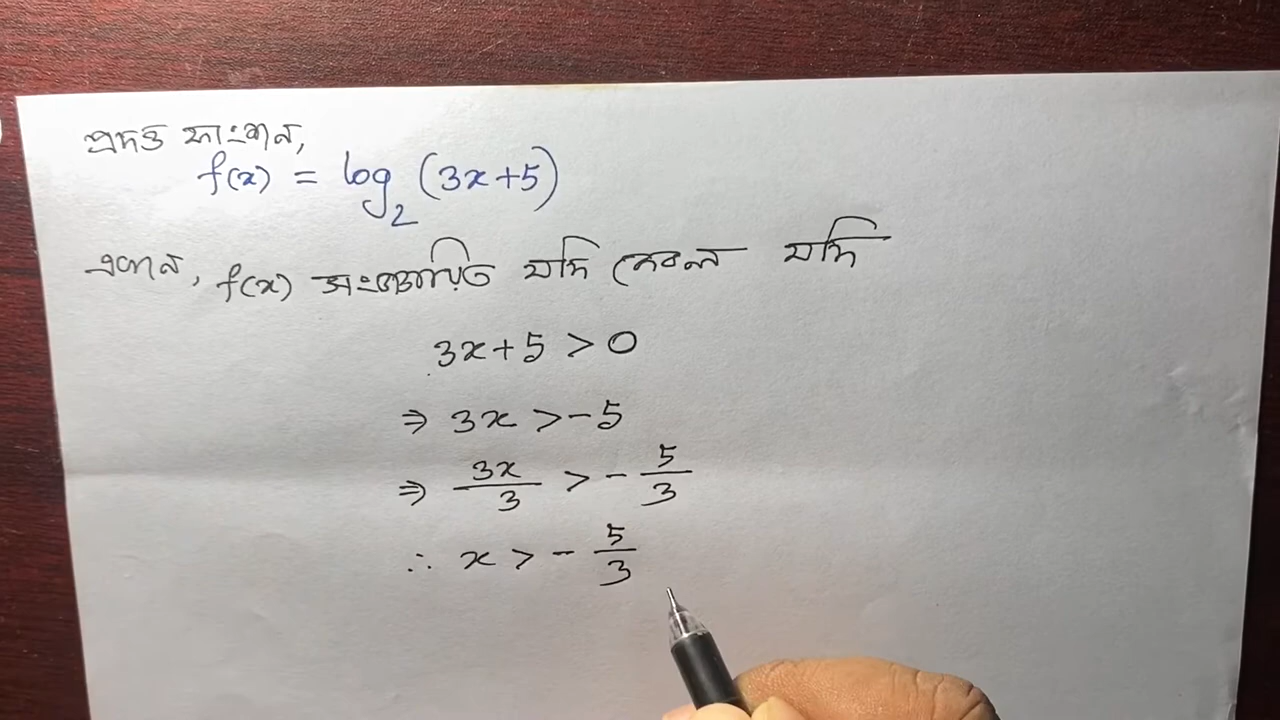 প্রদত্ত ফাংশন,
f(x) = log₂ (3x+5)
এখন, f(x) সংজ্ঞায়িত যদি কেবল যদি
3x+5 > 0
⇒ 3x > -5
⇒ 3x/3 > - 5/3
∴ x > - 5/3